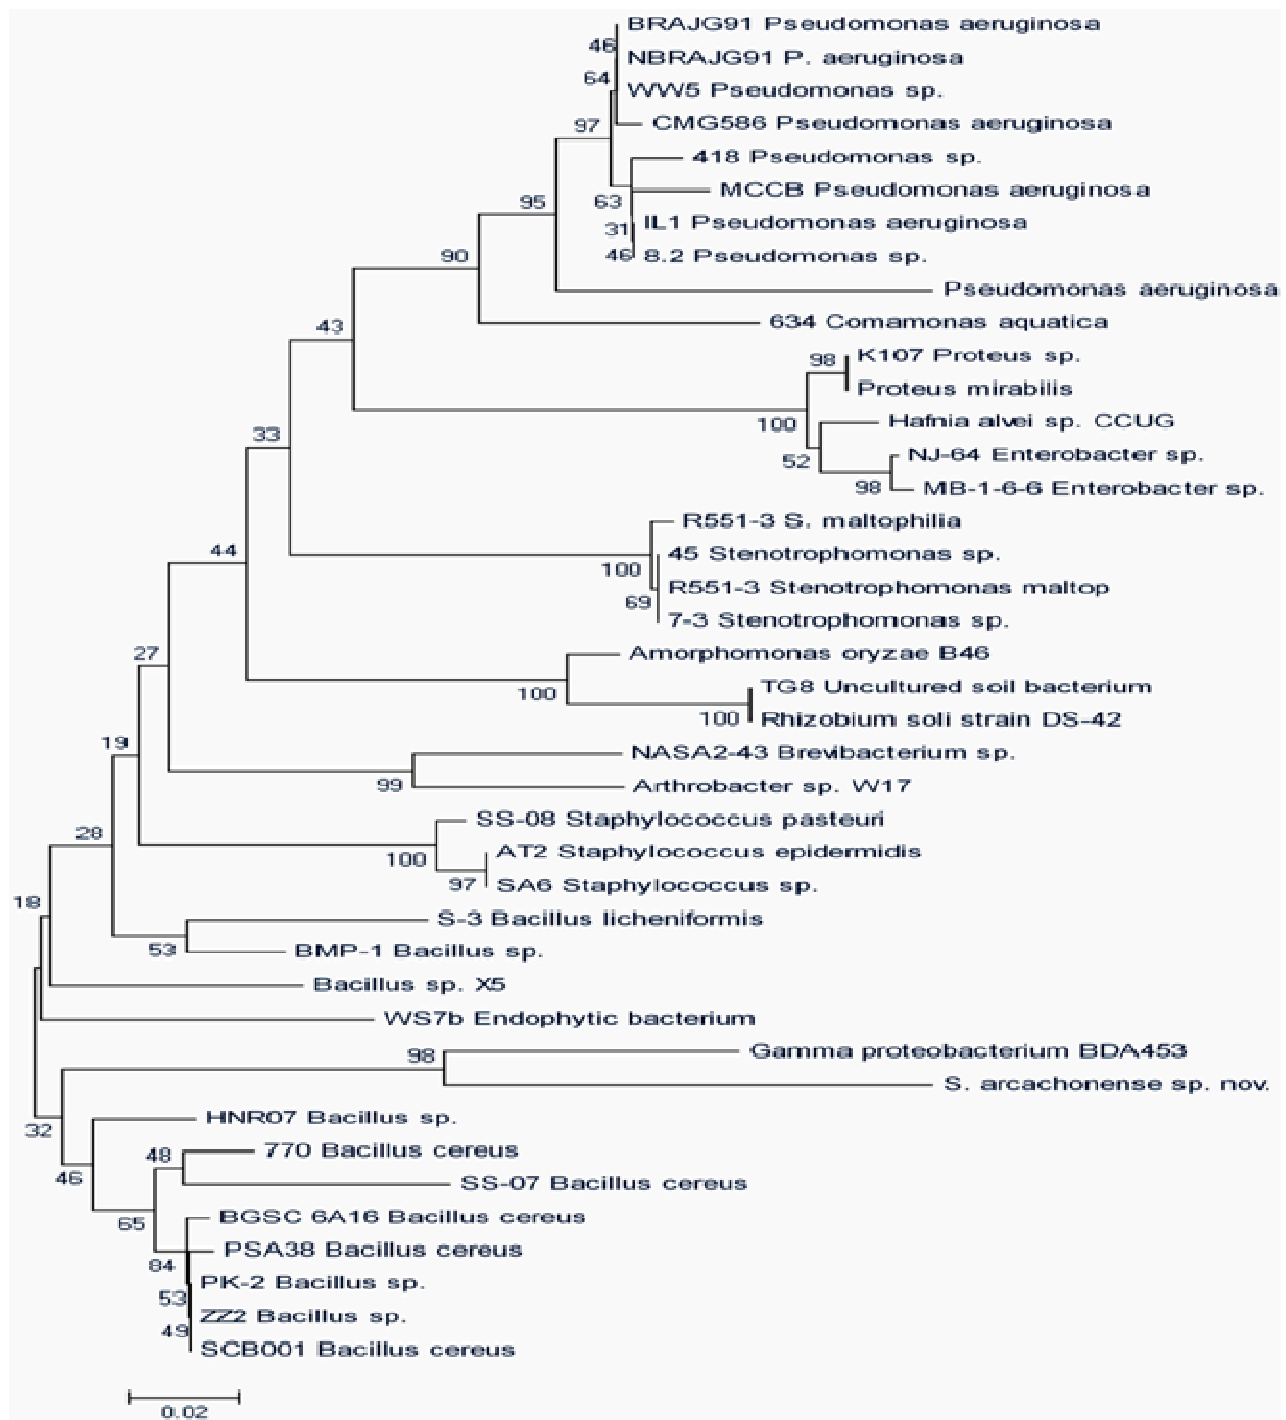 BRAJG91 Pseudomonas aeruginosa
46
NBRAJG91 P. aeruginosa
64
WW5 Pseudomonas sp.
97
CMG586 Pseudomonas aeruginosa
418 Pseudomonas sp.
MCCB Pseudomonas aeruginosa
95
63
IL1 Pseudomonas aeruginosa
31
90
46
8.2 Pseudomonas sp.
Pseudomonas aeruginosa
43
634 Comamonas aquatica
98
K107 Proteus sp.
Proteus mirabilis
100
Hafnia alvei sp. CCUG
33
52
NJ-64 Enterobacter sp.
98
MB-1-6-6 Enterobacter sp.
R551-3 S. maltophilia
44
45 Stenotrophomonas sp.
100
R551-3 Stenotrophomonas maltop
69
7-3 Stenotrophomonas sp.
27
Amorphomonas oryzae B46
100
TG8 Uncultured soil bacterium
100
Rhizobium soli strain DS-42
19
NASA2-43 Brevibacterium sp.
99
Arthrobacter sp. W17
28
SS-08 Staphylococcus pasteuri
100
AT2 Staphylococcus epidermidis
97
SA6 Staphylococcus sp.
18
S-3 Bacillus licheniformis
53
BMP-1 Bacillus sp.
Bacillus sp. X5
WS7b Endophytic bacterium
98
Gamma proteobacterium BDA453
S. arcachonense sp. nov.
32
HNR07 Bacillus sp.
48
770 Bacillus cereus
46
SS-07 Bacillus cereus
65
BGSC 6A16 Bacillus cereus
84
PSA38 Bacillus cereus
PK-2 Bacillus sp.
53
ZZ2 Bacillus sp.
49
SCB001 Bacillus cereus
0.02